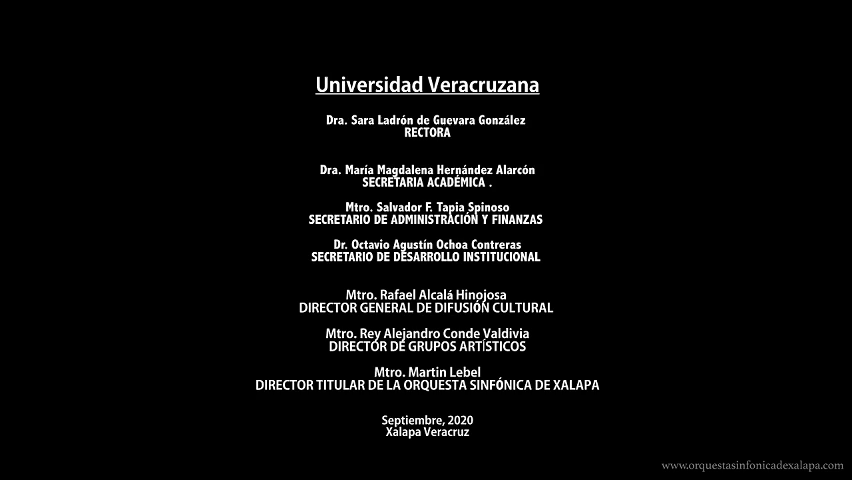 Universidad Veracruzana
Dra. Sara Ladrón de Guevara González
RECTORA
Dra. María Magdalena Hernández Alarcón
SECRETARIA ACADÉMICA .
Mtro. Salvador F. Tapia Spinoso
SECRETARIO DE ADMINISTRACIÓN Y FINANZAS
Dr. Octavio Agustín Ochoa Contreras
SECRETARIO DE DESARROLLO INSTITUCIONAL
Mtro. Rafael Alcalá Hinojosa
DIRECTOR GENERAL DE DIFUSIÓN CULTURAL
Mtro. Rey Alejandro Conde Valdivia
DIRECTOR DE GRUPOS ARTÍSTICOS
Mtro. Martin Lebel
DIRECTOR TITULAR DE LA ORQUESTA SINFÓNICA DE XALAPA
Septiembre, 2020
Xalapa Veracruz
www.orquestasinfonicadexalapa.com